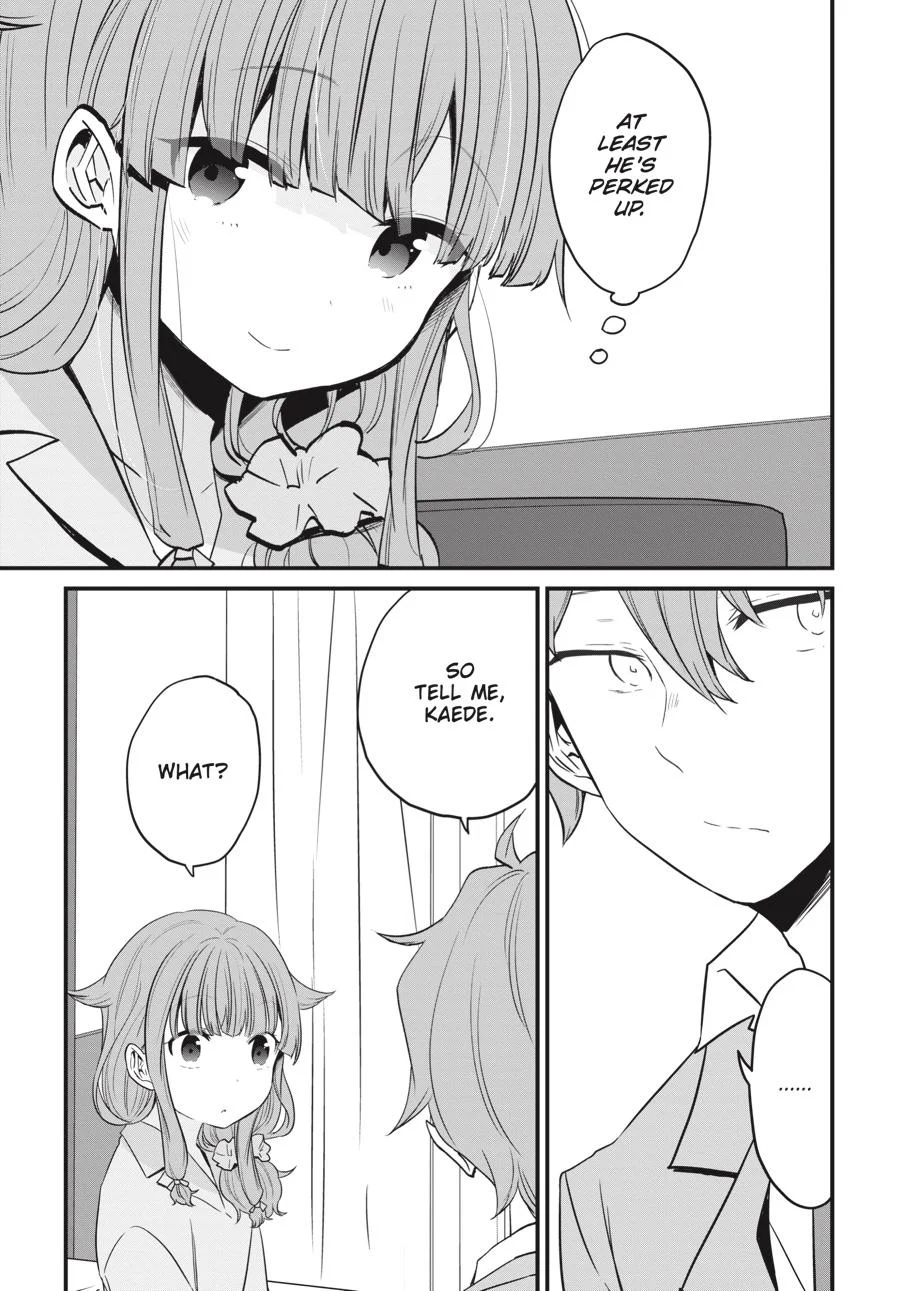 AT
LEAST
HE'S
PERKED
UP.
......
SO
TELL ME,
KAEDE.
WHAT?